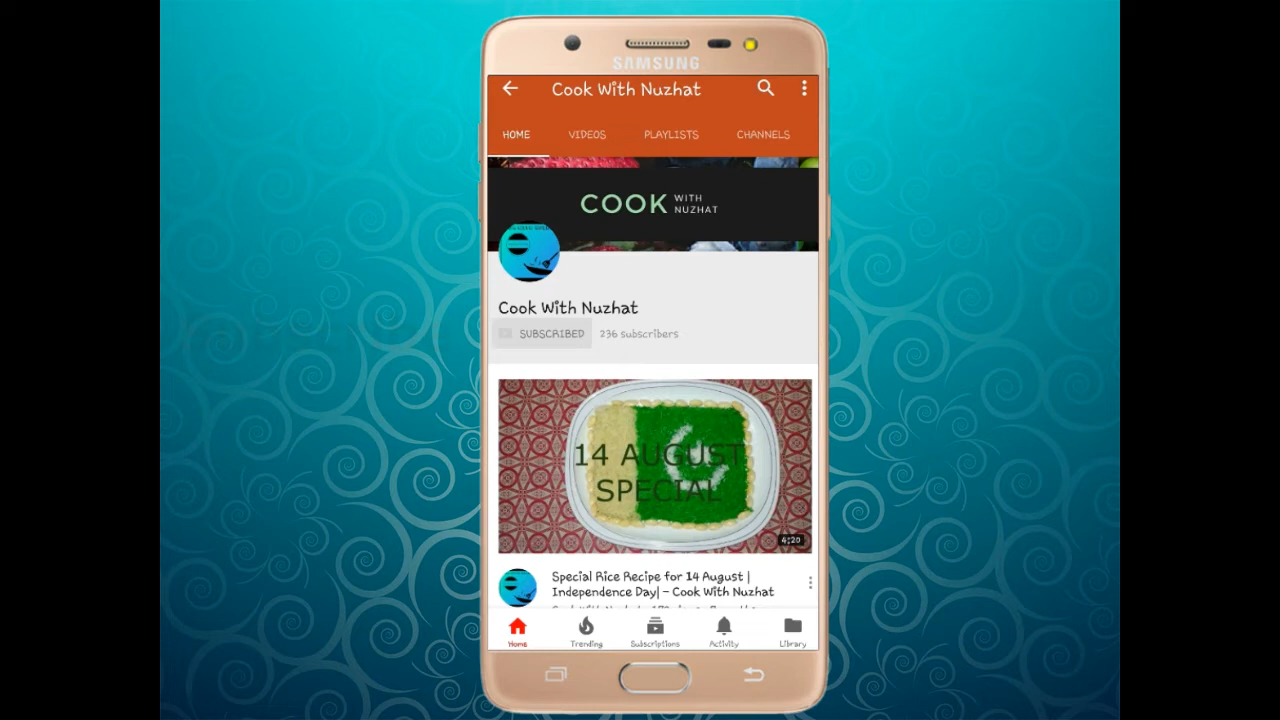 SAMSUNG
Cook With Nuzhat
HOME VIDEOS PLAYLISTS CHANNELS
COOK WITH NUZHAT
Cook With Nuzhat
SUBSCRIBED 236 subscribers
14 AUGUST
SPECIAL
4:20
Special Rice Recipe for 14 August |
Independence Day| - Cook With Nuzhat
Home Trending Subscriptions Activity Library